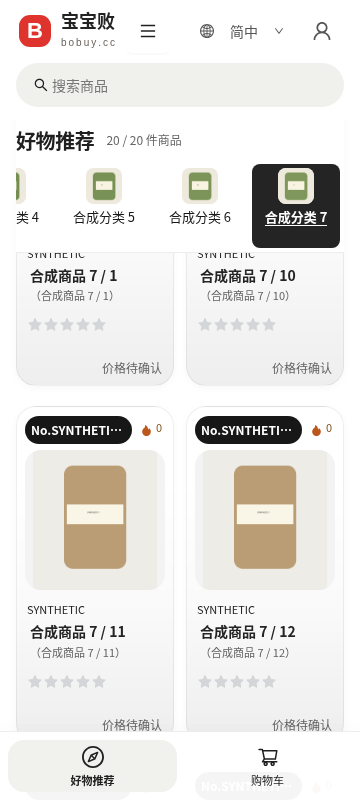 B 宝宝败
bobuy.cc
简中
搜索商品
好物推荐 20 / 20 件商品
类 4 合成分类 5 合成分类 6 合成分类 7
SYNTHETIC SYNTHETIC
合成商品 7 / 1 合成商品 7 / 10
（合成商品 7 / 1） （合成商品 7 / 10）
价格待确认 价格待确认
No.SYNTHETI… 0 No.SYNTHETI… 0
SYNTHETIC SYNTHETIC
合成商品 7 / 11 合成商品 7 / 12
（合成商品 7 / 11） （合成商品 7 / 12）
价格待确认 价格待确认
好物推荐 购物车